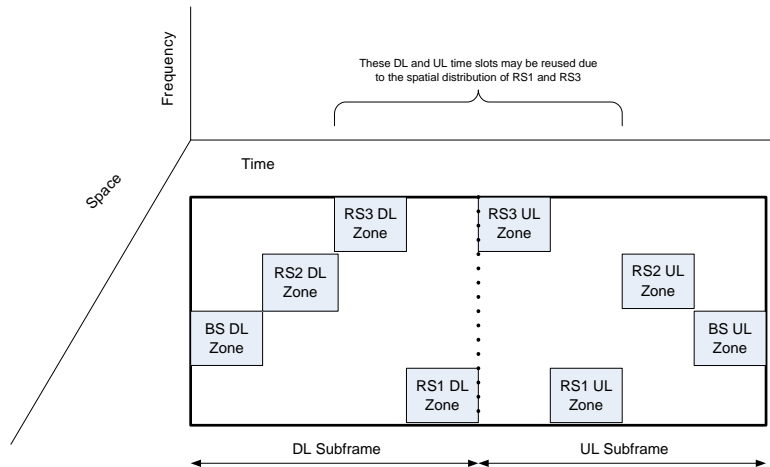 Frequency
These DL and UL time slots may be reused due
to the spatial distribution of RS1 and RS3
Time
Space
RS3 DL
Zone
RS3 UL
Zone
RS2 DL
Zone
RS2 UL
Zone
BS DL
Zone
BS UL
Zone
RS1 DL
Zone
RS1 UL
Zone
DL Subframe
UL Subframe